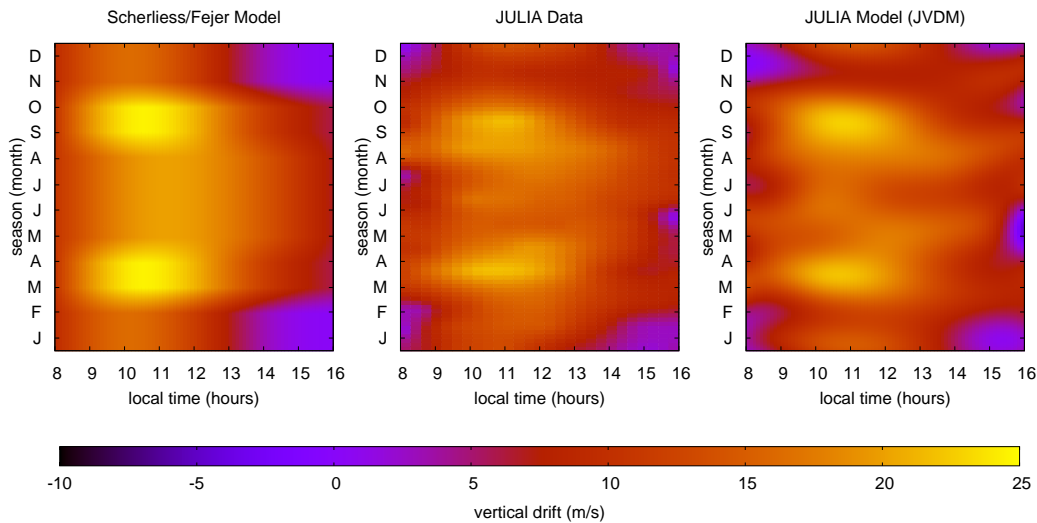 Scherliess/Fejer Model
JULIA Data
JULIA Model (JVDM)
season (month)
D
N
O
S
A
J
J
M
A
M
F
J
8 9 10 11 12 13 14 15 16
local time (hours)
season (month)
D
N
O
S
A
J
J
M
A
M
F
J
8 9 10 11 12 13 14 15 16
local time (hours)
season (month)
D
N
O
S
A
J
J
M
A
M
F
J
8 9 10 11 12 13 14 15 16
local time (hours)
-10 -5 0 5 10 15 20 25
vertical drift (m/s)